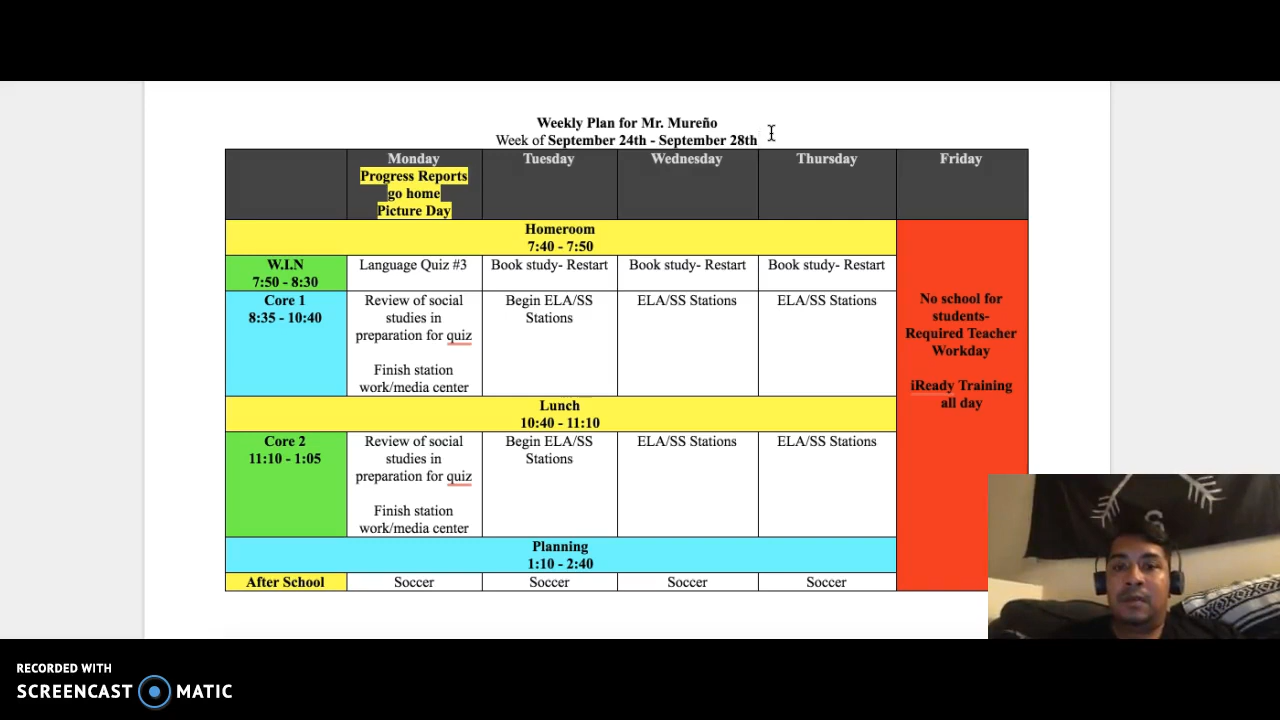 Weekly Plan for Mr. Mureño
Week of September 24th - September 28th
Monday
Progress Reports
go home
Picture Day
Tuesday
Wednesday
Thursday
Friday
Homeroom
7:40 - 7:50
W.I.N
7:50 - 8:30
Language Quiz #3
Book study- Restart
Book study- Restart
Book study- Restart
Core 1
8:35 - 10:40
Review of social
studies in
preparation for quiz
Finish station
work/media center
Begin ELA/SS
Stations
ELA/SS Stations
ELA/SS Stations
No school for
students-
Required Teacher
Workday
iReady Training
all day
Lunch
10:40 - 11:10
Core 2
11:10 - 1:05
Review of social
studies in
preparation for quiz
Finish station
work/media center
Begin ELA/SS
Stations
ELA/SS Stations
ELA/SS Stations
Planning
1:10 - 2:40
After School
Soccer
Soccer
Soccer
Soccer
S
RECORDED WITH
SCREENCAST MATIC